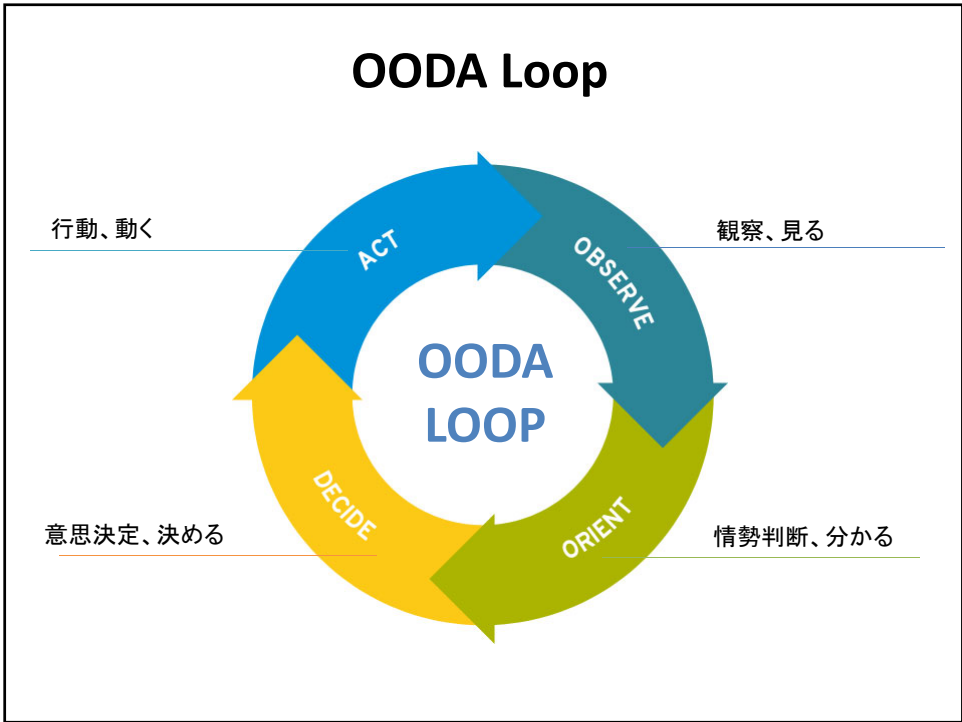 OODA Loop
行動、動く
ACT
OBSERVE
観察、見る
OODA
LOOP
意思決定、決める
DECIDE
ORIENT
情勢判断、分かる